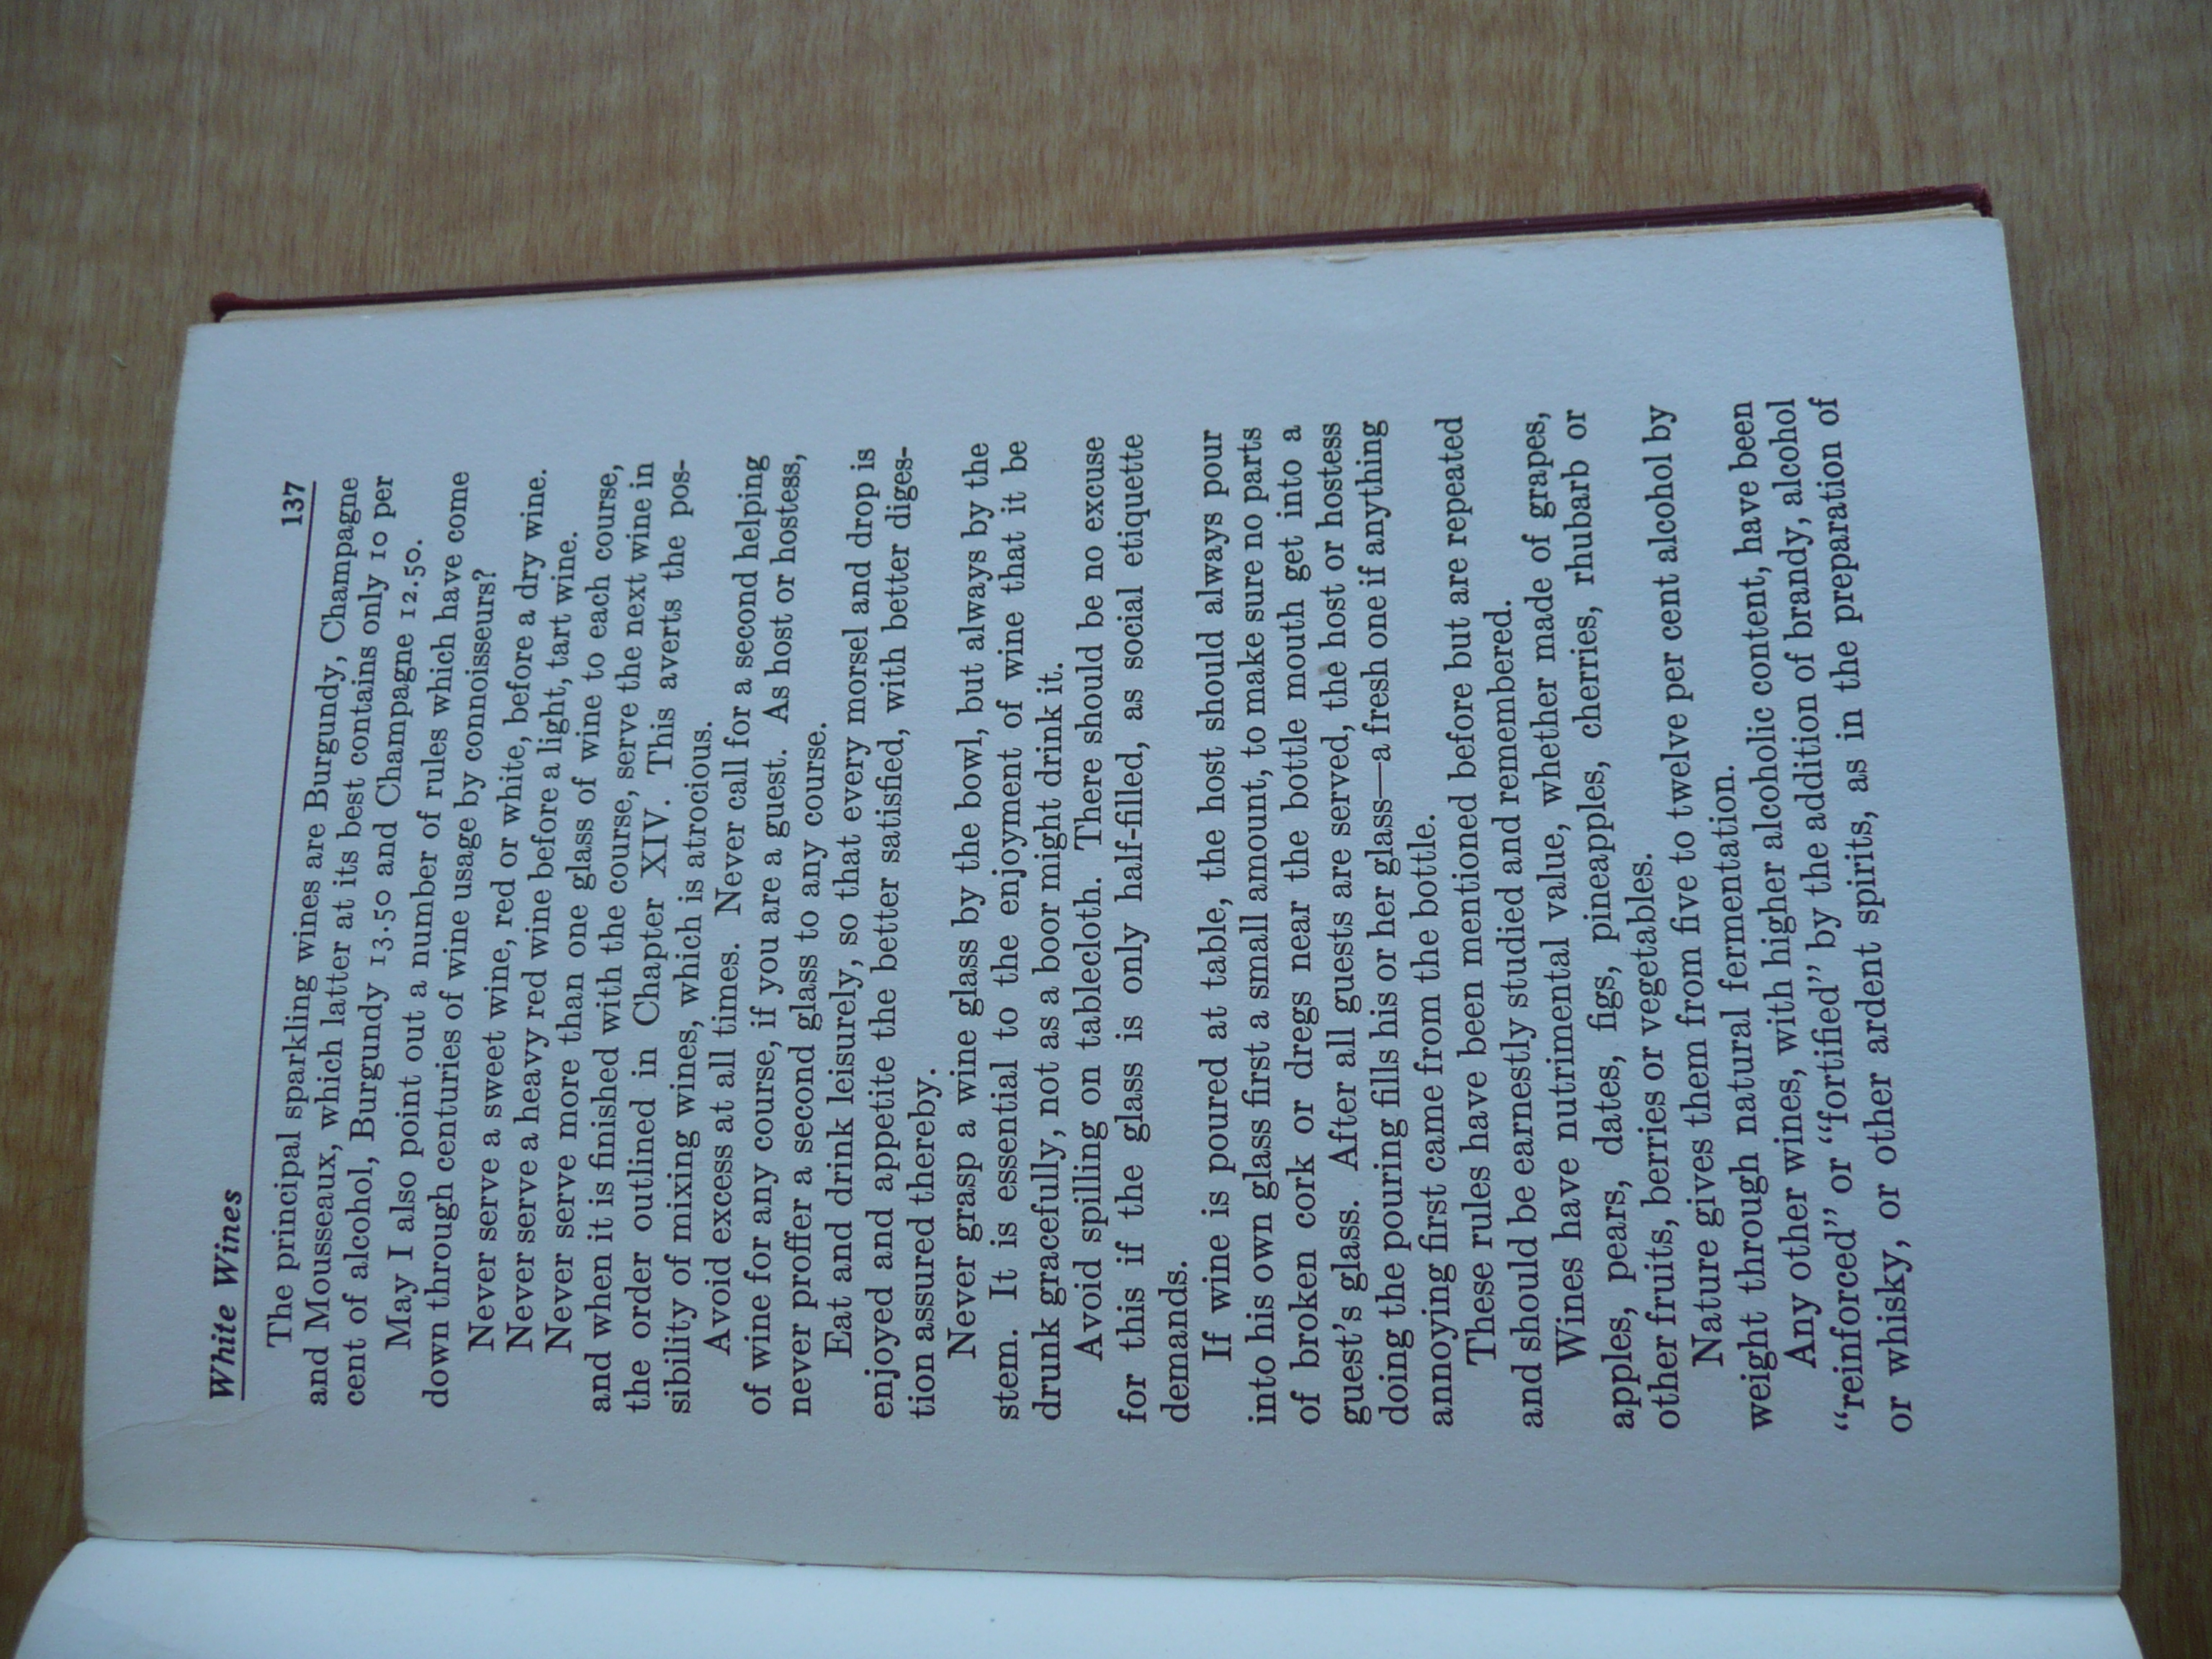 White Wines 137
The principal sparkling wines are Burgundy, Champagne
and Mousseaux, which latter at its best contains only 10 per
cent of alcohol, Burgundy 13.50 and Champagne 12.50.
May I also point out a number of rules which have come
down through centuries of wine usage by connoisseurs?
Never serve a sweet wine, red or white, before a dry wine.
Never serve a heavy red wine before a light, tart wine.
Never serve more than one glass of wine to each course,
and when it is finished with the course, serve the next wine in
the order outlined in Chapter XIV. This averts the pos-
sibility of mixing wines, which is atrocious.
Avoid excess at all times. Never call for a second helping
of wine for any course, if you are a guest. As host or hostess,
never proffer a second glass to any course.
Eat and drink leisurely, so that every morsel and drop is
enjoyed and appetite the better satisfied, with better diges-
tion assured thereby.
Never grasp a wine glass by the bowl, but always by the
stem. It is essential to the enjoyment of wine that it be
drunk gracefully, not as a boor might drink it.
Avoid spilling on tablecloth. There should be no excuse
for this if the glass is only half-filled, as social etiquette
demands.
If wine is poured at table, the host should always pour
into his own glass first a small amount, to make sure no parts
of broken cork or dregs near the bottle mouth get into a
guest's glass. After all guests are served, the host or hostess
doing the pouring fills his or her glass—a fresh one if anything
annoying first came from the bottle.
These rules have been mentioned before but are repeated
and should be earnestly studied and remembered.
Wines have nutrimental value, whether made of grapes,
apples, pears, dates, figs, pineapples, cherries, rhubarb or
other fruits, berries or vegetables.
Nature gives them from five to twelve per cent alcohol by
weight through natural fermentation.
Any other wines, with higher alcoholic content, have been
"reinforced" or "fortified" by the addition of brandy, alcohol
or whisky, or other ardent spirits, as in the preparation of